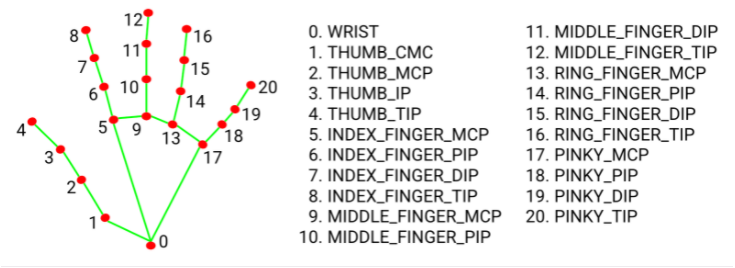 12
8
16
11
7
15
10
6
14
20
4
5
9
13
19
18
3
17
2
1
0
0. WRIST
1. THUMB_CMC
2. THUMB_MCP
3. THUMB_IP
4. THUMB_TIP
5. INDEX_FINGER_MCP
6. INDEX_FINGER_PIP
7. INDEX_FINGER_DIP
8. INDEX_FINGER_TIP
9. MIDDLE_FINGER_MCP
10. MIDDLE_FINGER_PIP
11. MIDDLE_FINGER_DIP
12. MIDDLE_FINGER_TIP
13. RING_FINGER_MCP
14. RING_FINGER_PIP
15. RING_FINGER_DIP
16. RING_FINGER_TIP
17. PINKY_MCP
18. PINKY_PIP
19. PINKY_DIP
20. PINKY_TIP